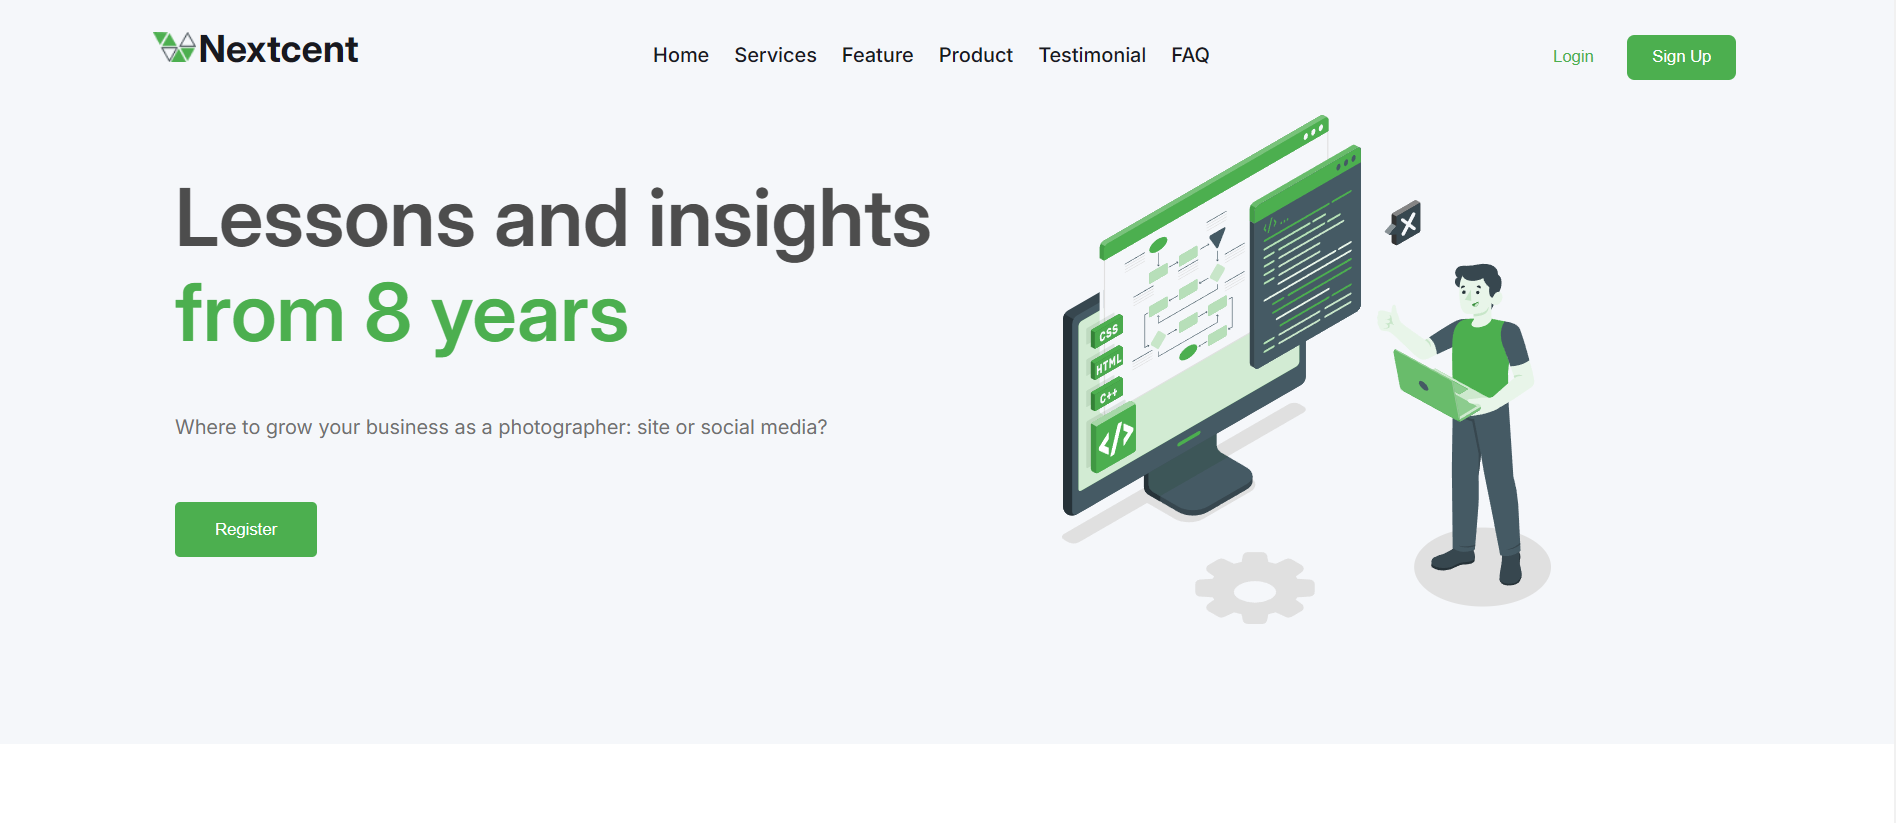 Nextcent
Home Services Feature Product Testimonial FAQ
Login Sign Up
Lessons and insights
from 8 years
Where to grow your business as a photographer: site or social media?
Register
CSS
HTML
C++
</>
</>...